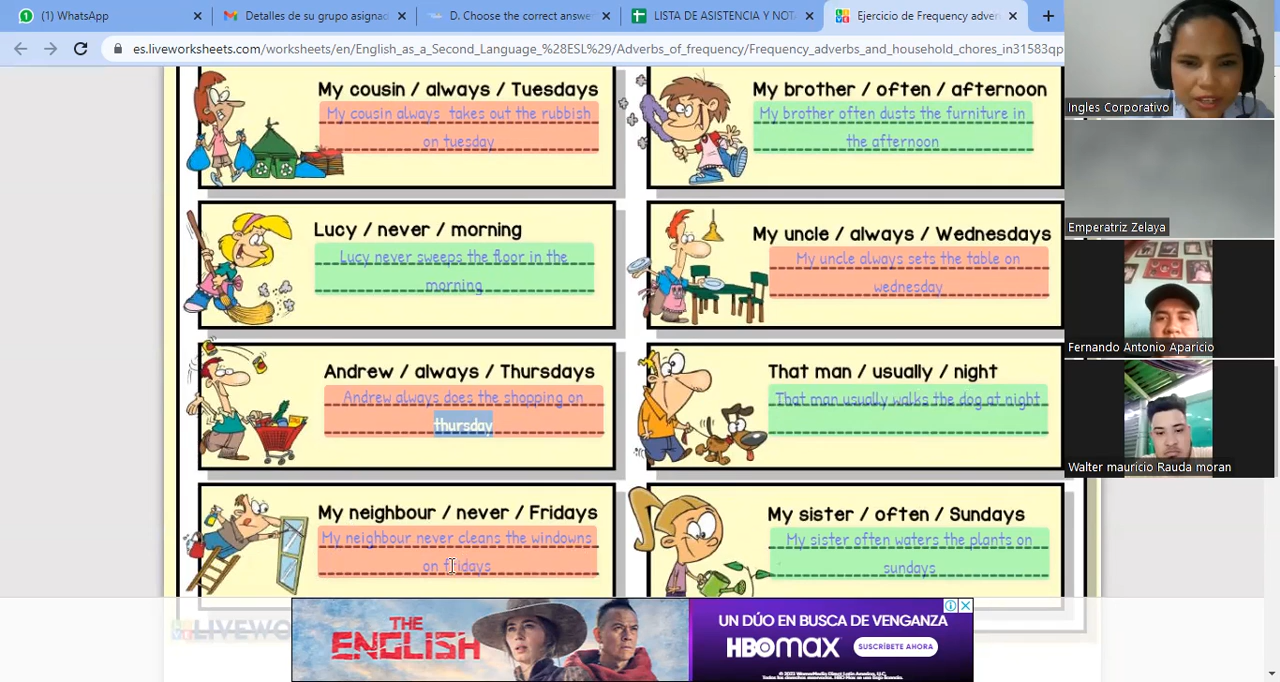 (1) WhatsApp
Detalles de su grupo asignado
D. Choose the correct answer
LISTA DE ASISTENCIA Y NOT
Ejercicio de Frequency adver
es.liveworksheets.com/worksheets/en/English_as_a_Second_Language_%28ESL%29/Adverbs_of_frequency/Frequency_adverbs_and_household_chores_in31583qp
My cousin / always / Tuesdays
My cousin always takes out the rubbish
on tuesday
My brother / often / afternoon
My brother often dusts the furniture in
the afternoon
Lucy / never / morning
Lucy never sweeps the floor in the
morning
My uncle / always / Wednesdays
My uncle always sets the table on
wednesday
Andrew / always / Thursdays
Andrew always does the shopping on
thursday
That man / usually / night
That man usually walks the dog at night
My neighbour / never / Fridays
My neighbour never cleans the windowns
on fridays
My sister / often / Sundays
My sister often waters the plants on
sundays
LIVEWO
THE
ENGLISH
UN DÚO EN BUSCA DE VENGANZA
HBOMAX
SUSCRÍBETE AHORA
Ingles Corporativo
Emperatriz Zelaya
Fernando Antonio Aparicio
Walter mauricio Rauda moran